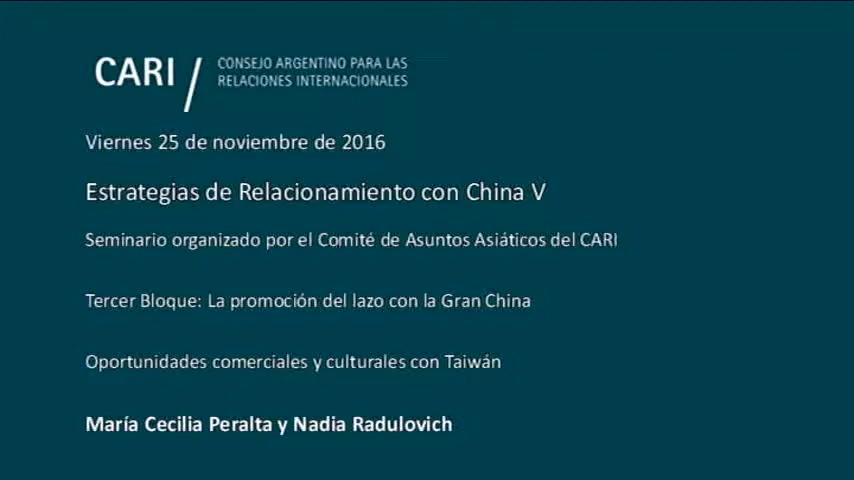 CARI /
CONSEJO ARGENTINO PARA LAS
RELACIONES INTERNACIONALES
Viernes 25 de noviembre de 2016
Estrategias de Relacionamiento con China V
Seminario organizado por el Comité de Asuntos Asiáticos del CARI
Tercer Bloque: La promoción del lazo con la Gran China
Oportunidades comerciales y culturales con Taiwán
María Cecilia Peralta y Nadia Radulovich